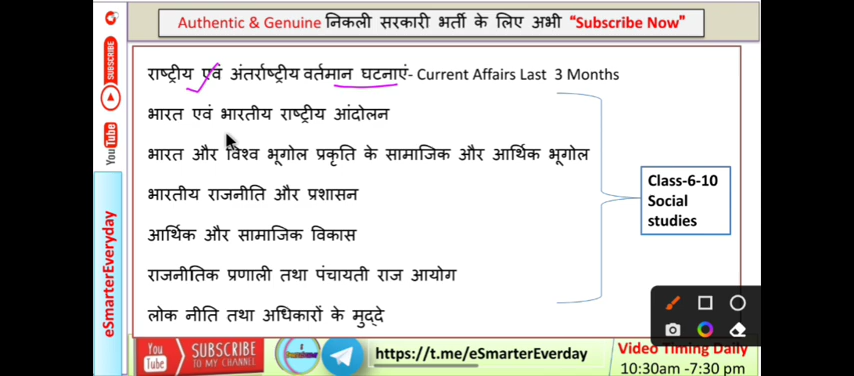 Authentic & Genuine निकली सरकारी भर्ती के लिए अभी "Subscribe Now"
राष्ट्रीय एवं अंतर्राष्ट्रीय वर्तमान घटनाएं- Current Affairs Last 3 Months
भारत एवं भारतीय राष्ट्रीय आंदोलन
भारत और विश्व भूगोल प्रकृति के सामाजिक और आर्थिक भूगोल
भारतीय राजनीति और प्रशासन
आर्थिक और सामाजिक विकास
राजनीतिक प्रणाली तथा पंचायती राज आयोग
लोक नीति तथा अधिकारों के मुद्दे
Class-6-10
Social
studies
YouTube SUBSCRIBE
eSmarterEveryday
You
Tube
SUBSCRIBE
TO MY CHANNEL
https://t.me/eSmarterEverday
Video Timing Daily
10:30am -7:30 pm